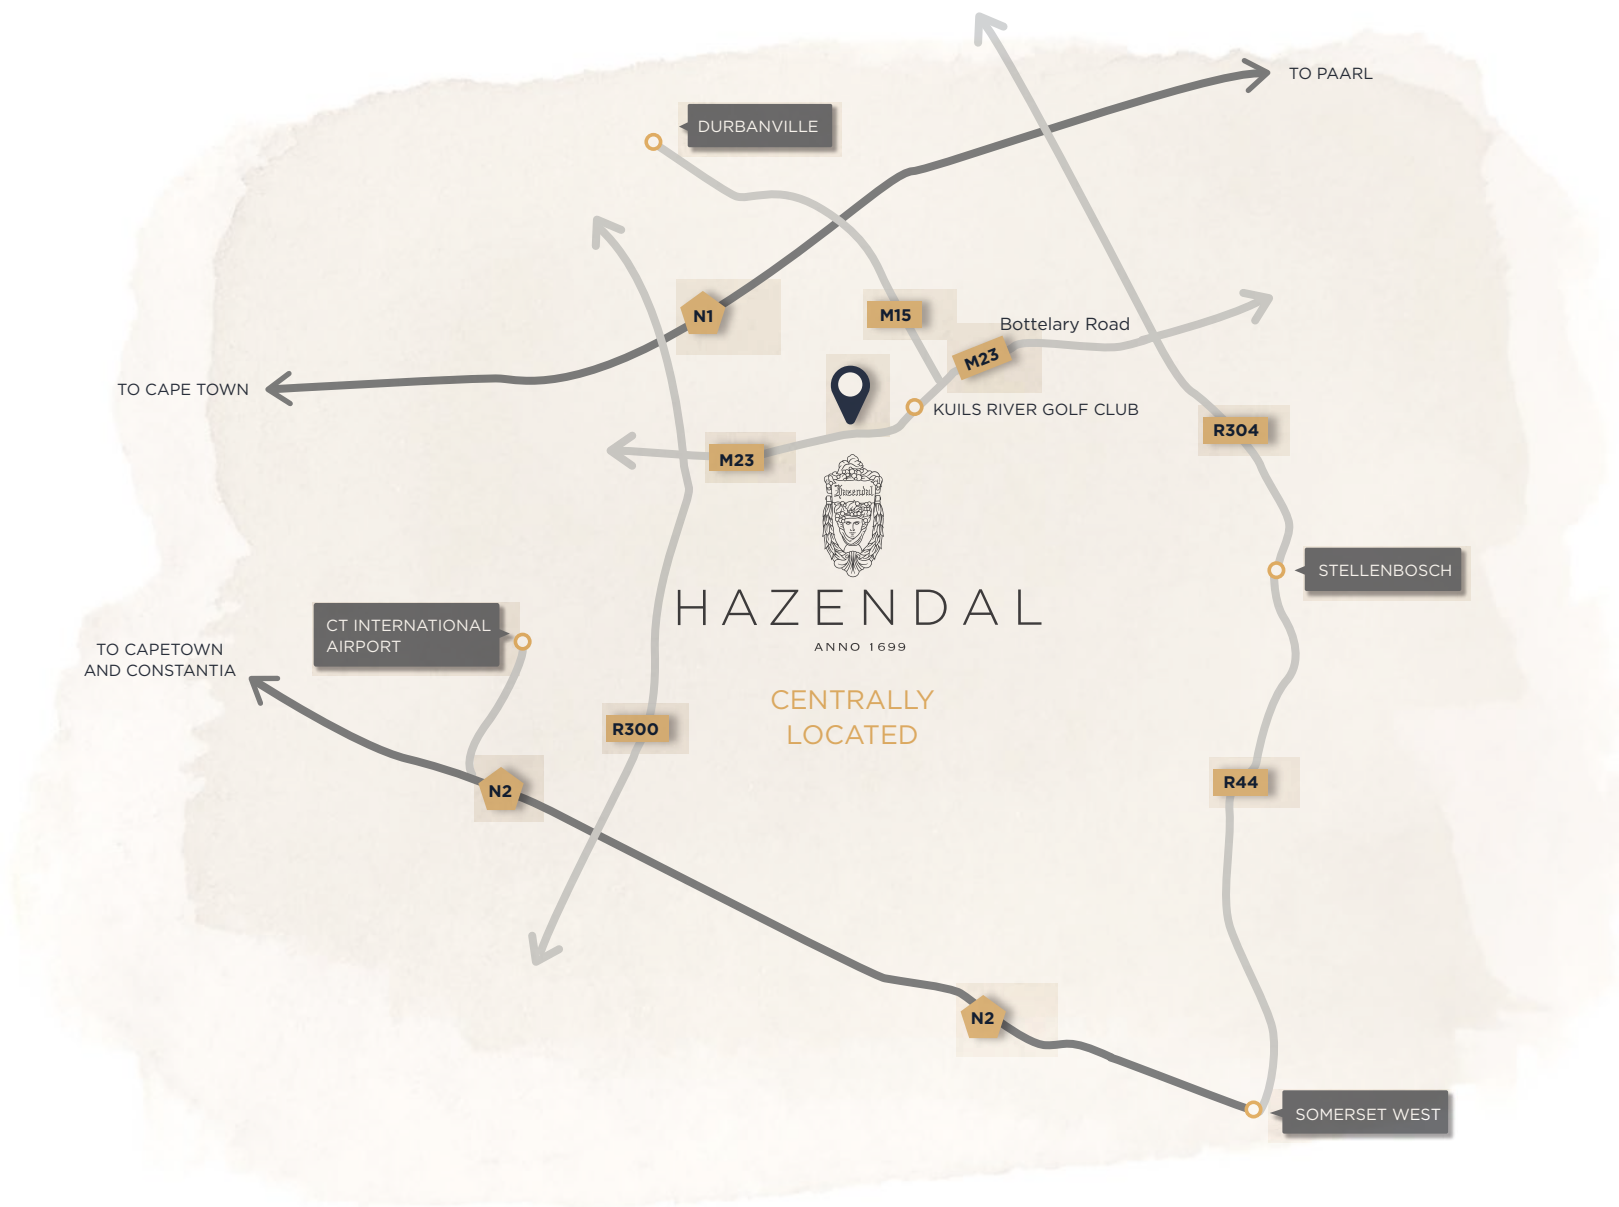 TO PAARL
DURBANVILLE
N1
M15
Bottelary Road
M23
TO CAPE TOWN
KUILS RIVER GOLF CLUB
R304
M23
Hazendal
STELLENBOSCH
HAZENDAL
ANNO 1699
CT INTERNATIONAL
AIRPORT
TO CAPETOWN
AND CONSTANTIA
CENTRALLY
LOCATED
R300
R44
N2
N2
SOMERSET WEST